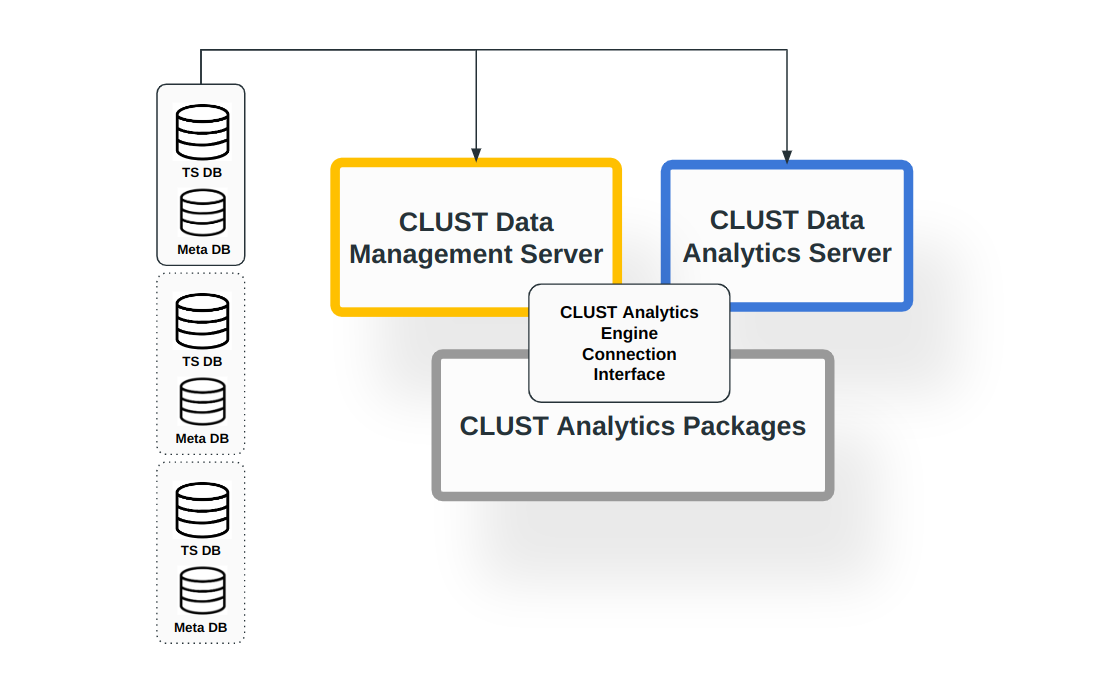 TS DB
Meta DB
TS DB
Meta DB
TS DB
Meta DB
CLUST Data
Management Server
CLUST Data
Analytics Server
CLUST Analytics
Engine
Connection
Interface
CLUST Analytics Packages